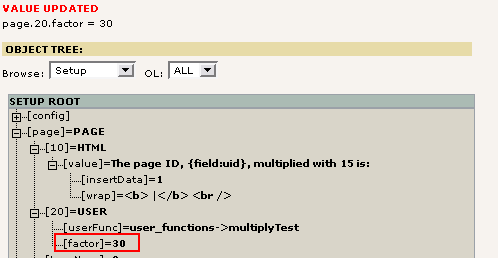 VALUE UPDATED
page.20.factor = 30
OBJECT TREE:
Browse: Setup OL: ALL
SETUP ROOT
[config]
[page]=PAGE
[10]=HTML
[value]=The page ID, {field:uid}, multiplied with 15 is:
[insertData]=1
[wrap]=<b> |</b> <br />
[20]=USER
[userFunc]=user_functions->multiplyTest
[factor]=30